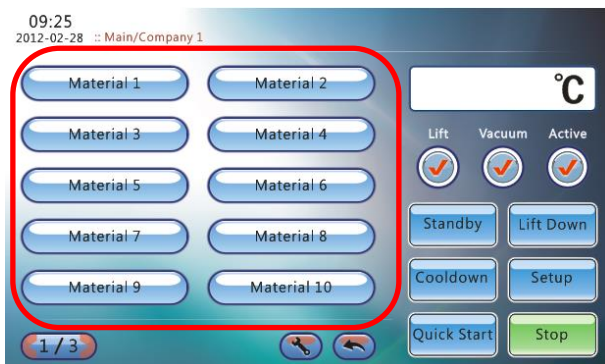 09:25
2012-02-28 :: Main/Company 1
Material 1
Material 2
Material 3
Material 4
Material 5
Material 6
Material 7
Material 8
Material 9
Material 10
1/3
℃
Lift Vacuum Active
Standby
Lift Down
Cooldown
Setup
Quick Start
Stop